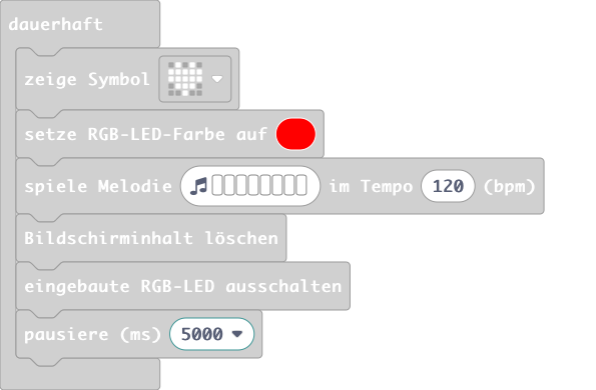 dauerhaft
zeige Symbol
setze RGB-LED-Farbe auf
spiele Melodie im Tempo 120 (bpm)
Bildschirminhalt löschen
eingebaute RGB-LED ausschalten
pausiere (ms) 5000